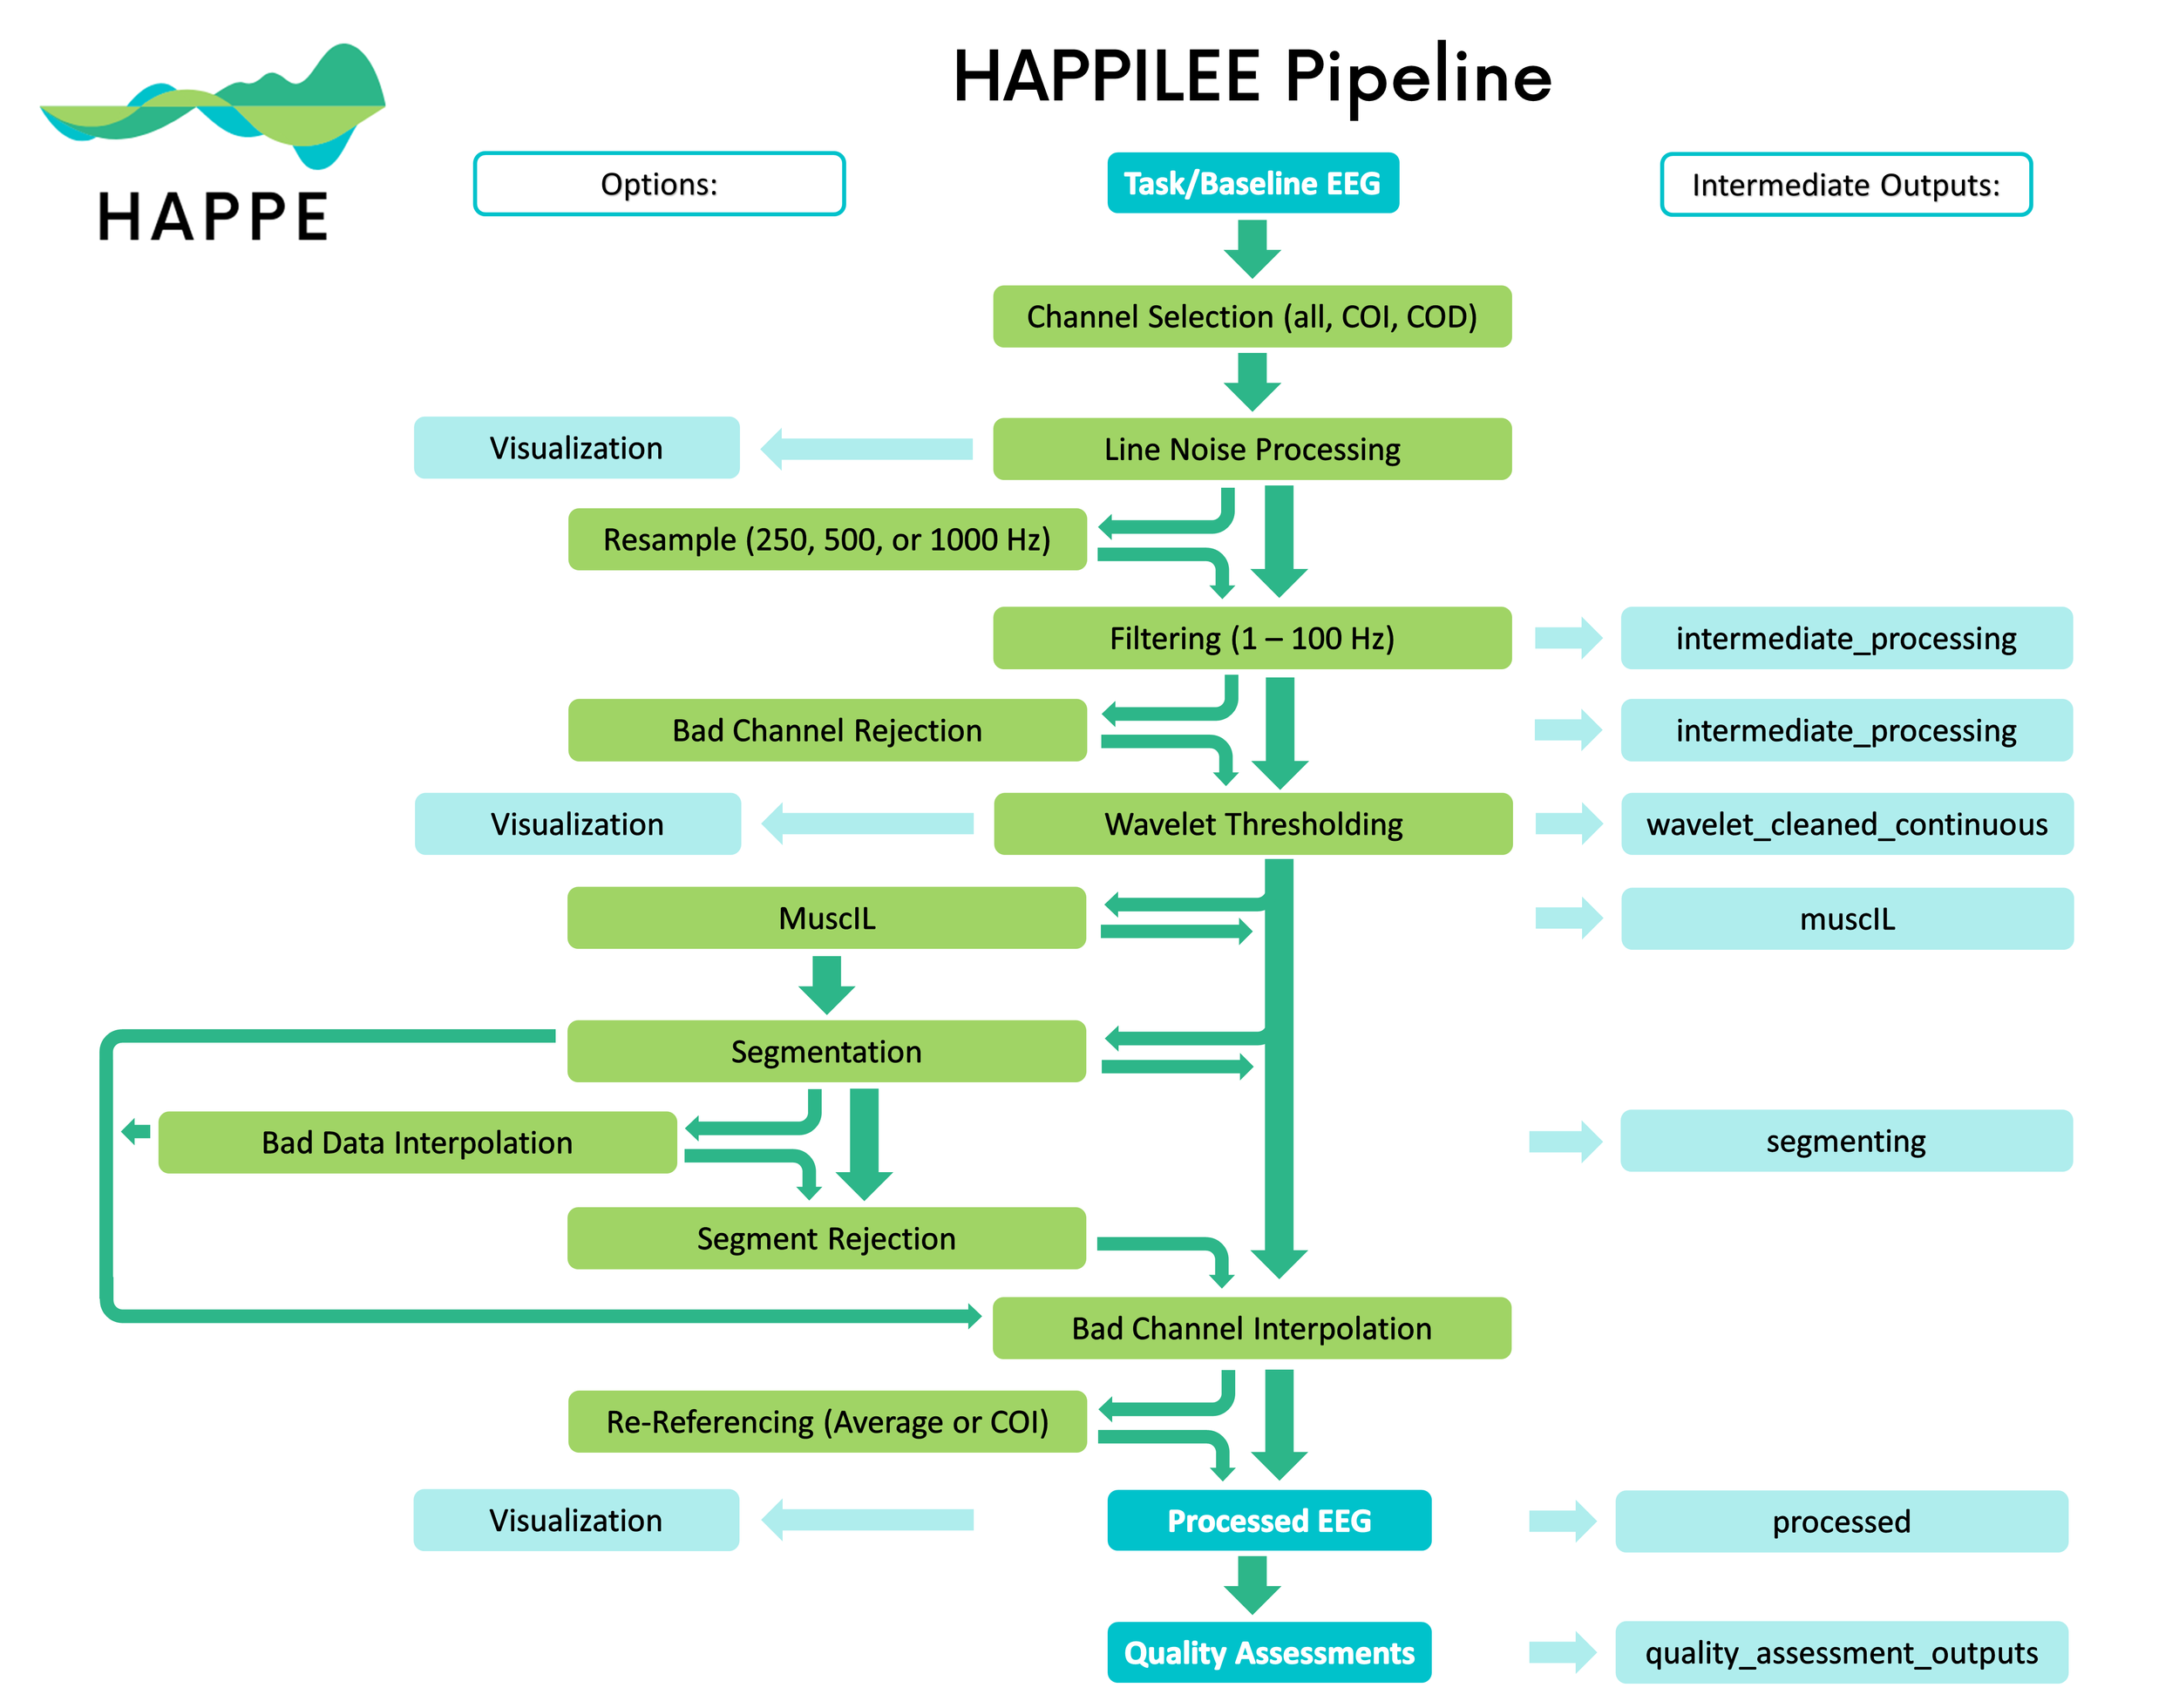 HAPPILEE Pipeline
HAPPE
Options:
Task/Baseline EEG
Intermediate Outputs:
Channel Selection (all, COI, COD)
Visualization
Line Noise Processing
Resample (250, 500, or 1000 Hz)
Filtering (1 – 100 Hz)
intermediate_processing
Bad Channel Rejection
intermediate_processing
Visualization
Wavelet Thresholding
wavelet_cleaned_continuous
MuscIL
muscIL
Segmentation
Bad Data Interpolation
segmenting
Segment Rejection
Bad Channel Interpolation
Re-Referencing (Average or COI)
Visualization
Processed EEG
processed
Quality Assessments
quality_assessment_outputs